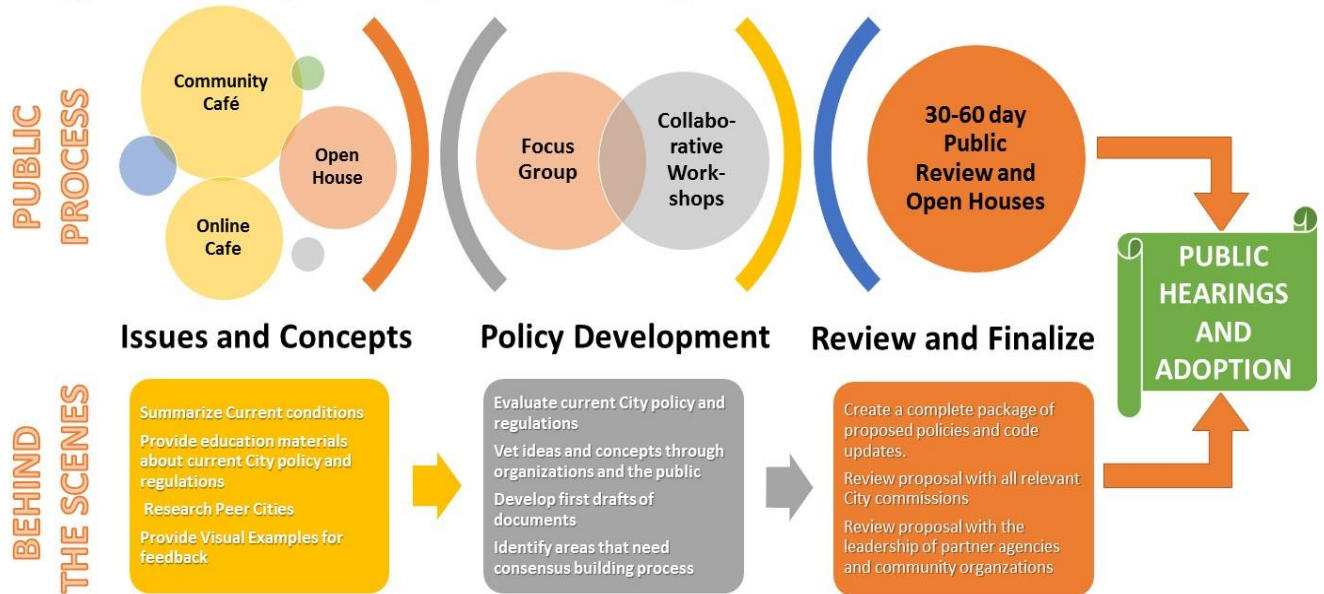 PUBLIC
PROCESS
Community
Café
Open
House
Online
Cafe
Focus
Group
Collabo-
rative
Work-
shops
30-60 day
Public
Review and
Open Houses
PUBLIC
HEARINGS
AND
ADOPTION
Issues and Concepts
Policy Development
Review and Finalize
BEHIND
THE SCENES
Summarize Current conditions
Provide education materials
about current City policy and
regulations
Research Peer Cities
Provide Visual Examples for
feedback
Evaluate current City policy and
regulations
Vet ideas and concepts through
organizations and the public
Develop first drafts of
documents
Identify areas that need
consensus building process
Create a complete package of
proposed policies and code
updates.
Review proposal with all relevant
City commissions
Review proposal with the
leadership of partner agencies
and community organzations